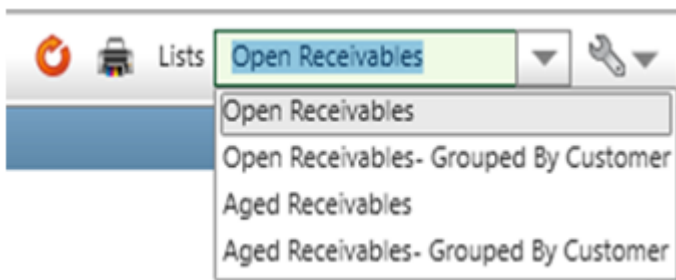 Lists Open Receivables
Open Receivables
Open Receivables- Grouped By Customer
Aged Receivables
Aged Receivables- Grouped By Customer